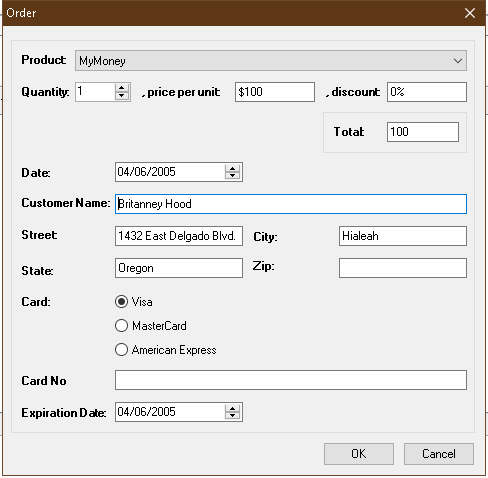 Order
Product: MyMoney
Quantity: 1 , price per unit: $100 , discount: 0%
Total: 100
Date: 04/06/2005
Customer Name: Britanney Hood
Street: 1432 East Delgado Blvd. City: Hialeah
State: Oregon Zip:
Card: Visa
MasterCard
American Express
Card No
Expiration Date: 04/06/2005
OK Cancel